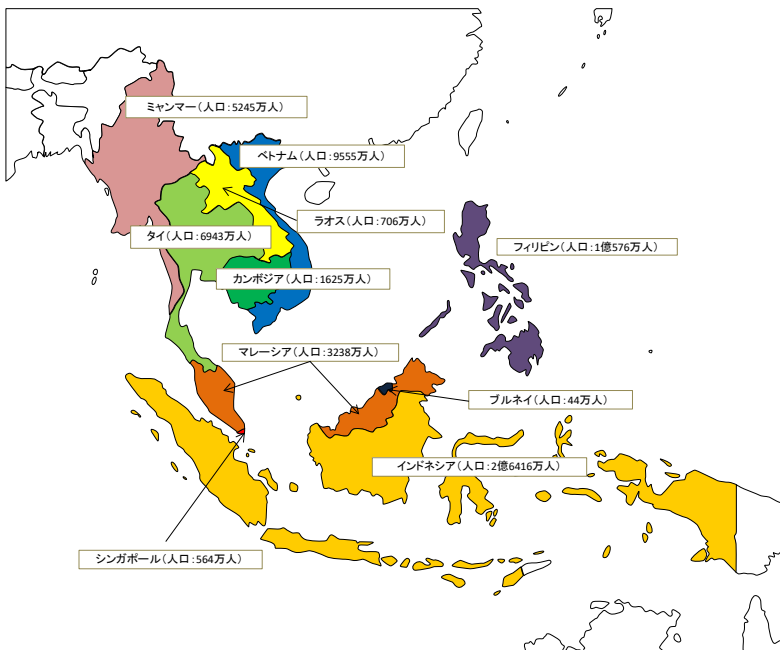 ミャンマー(人口:5245万人)
ベトナム(人口:9555万人)
ラオス(人口:706万人)
タイ(人口:6943万人)
フィリピン(人口:1億576万人)
カンボジア(人口:1625万人)
マレーシア(人口:3238万人)
ブルネイ(人口:44万人)
インドネシア(人口:2億6416万人)
シンガポール(人口:564万人)